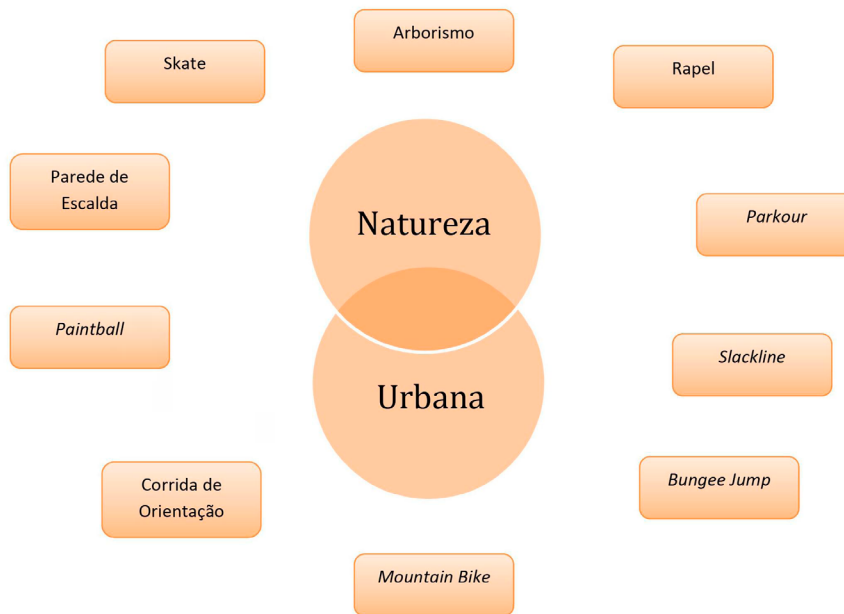 Arborismo
Skate
Rapel
Parede de
Escalda
Natureza
Parkour
Paintball
Slackline
Urbana
Corrida de
Orientação
Bungee Jump
Mountain Bike